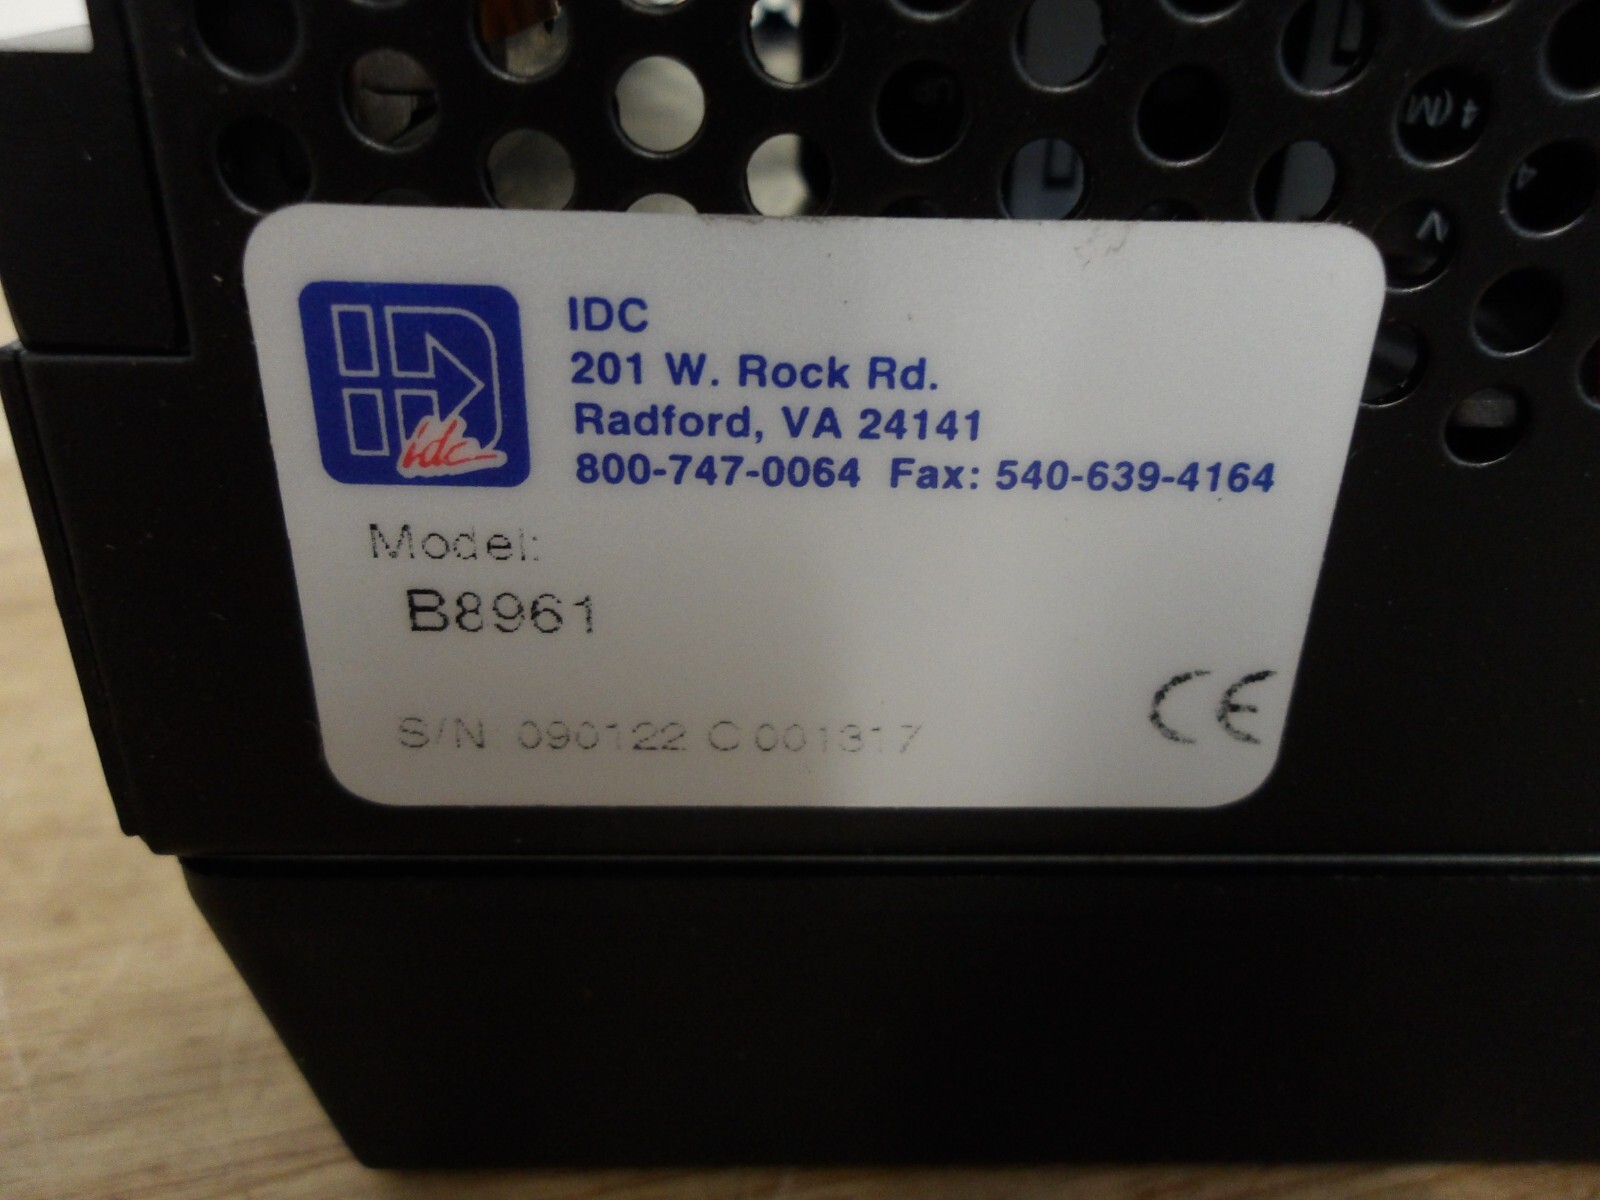 idc
IDC
201 W. Rock Rd.
Radford, VA 24141
800-747-0064 Fax: 540-639-4164
Model:
B8961
S/N 090122 C 001317
CE